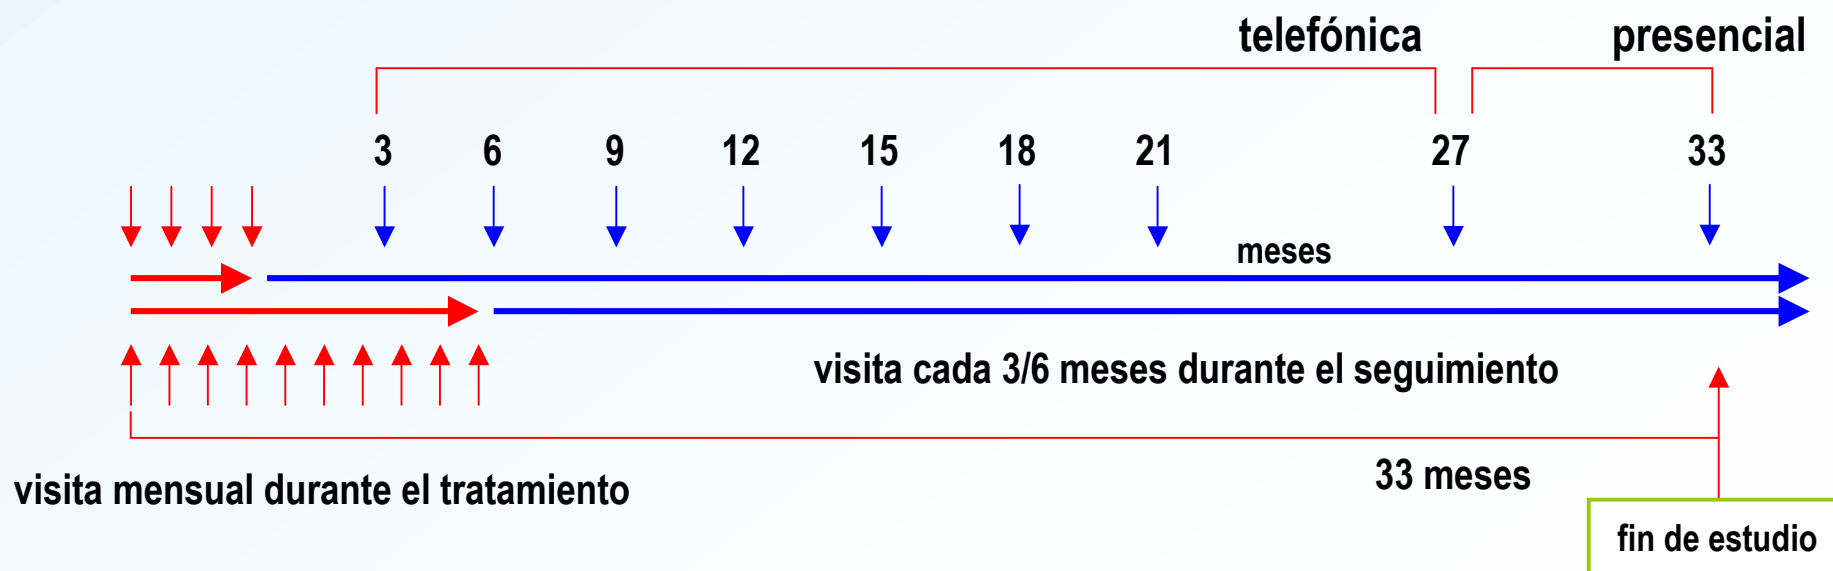 telefónica presencial
3 6 9 12 15 18 21 27 33
meses
visita cada 3/6 meses durante el seguimiento
33 meses
visita mensual durante el tratamiento
fin de estudio